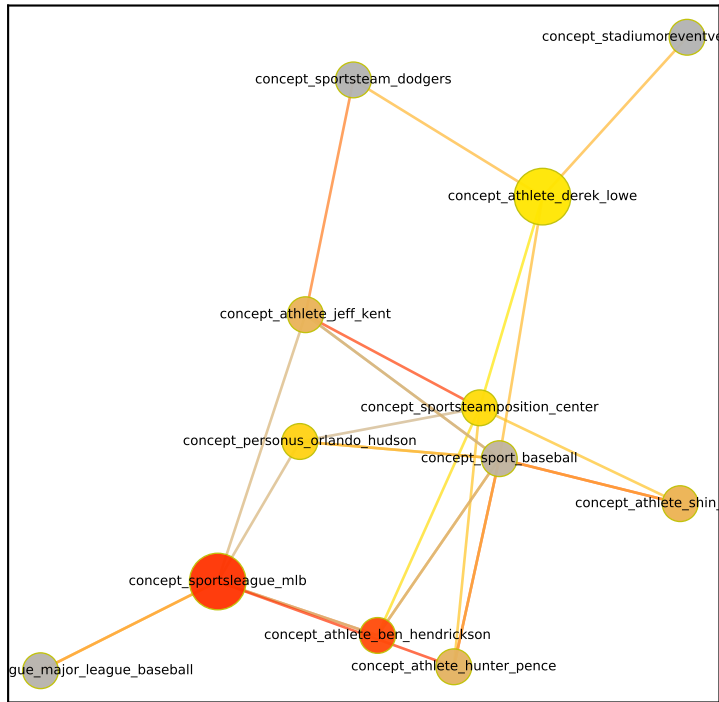 concept_stadiumoreventve
concept_sportsteam_dodgers
concept_athlete_derek_lowe
concept_athlete_jeff_kent
concept_sportsteamposition_center
concept_personus_orlando_hudson
concept_sport_baseball
concept_athlete_shin_
concept_sportsleague_mlb
concept_athlete_ben_hendrickson
concept_athlete_hunter_pence
gue_major_league_baseball